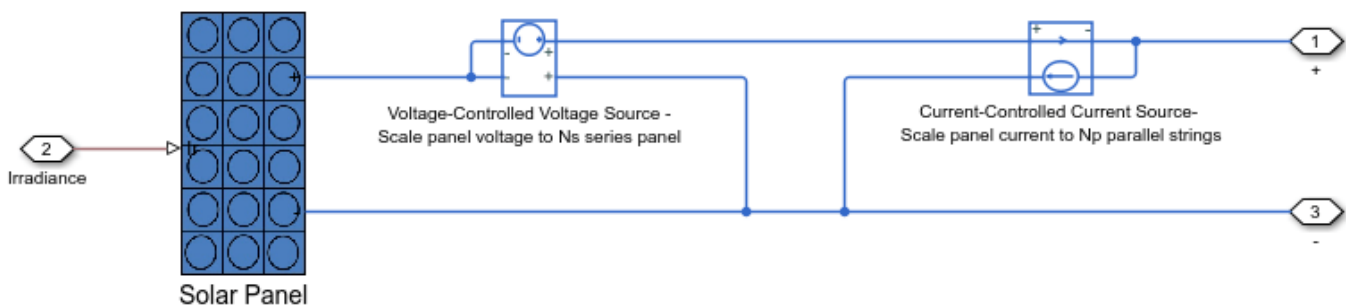 1
+
Voltage-Controlled Voltage Source -
Scale panel voltage to Ns series panel
Current-Controlled Current Source-
Scale panel current to Np parallel strings
2
Irradiance
3
-
Solar Panel